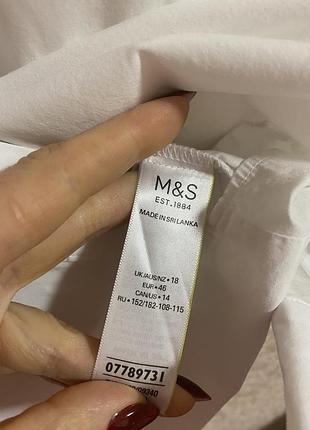 M&S
EST. 1884
MADE IN SRI LANKA
UK/AUS/NZ • 18
EUR • 46
CAN/US • 14
RU • 152/182-108-115
07789731